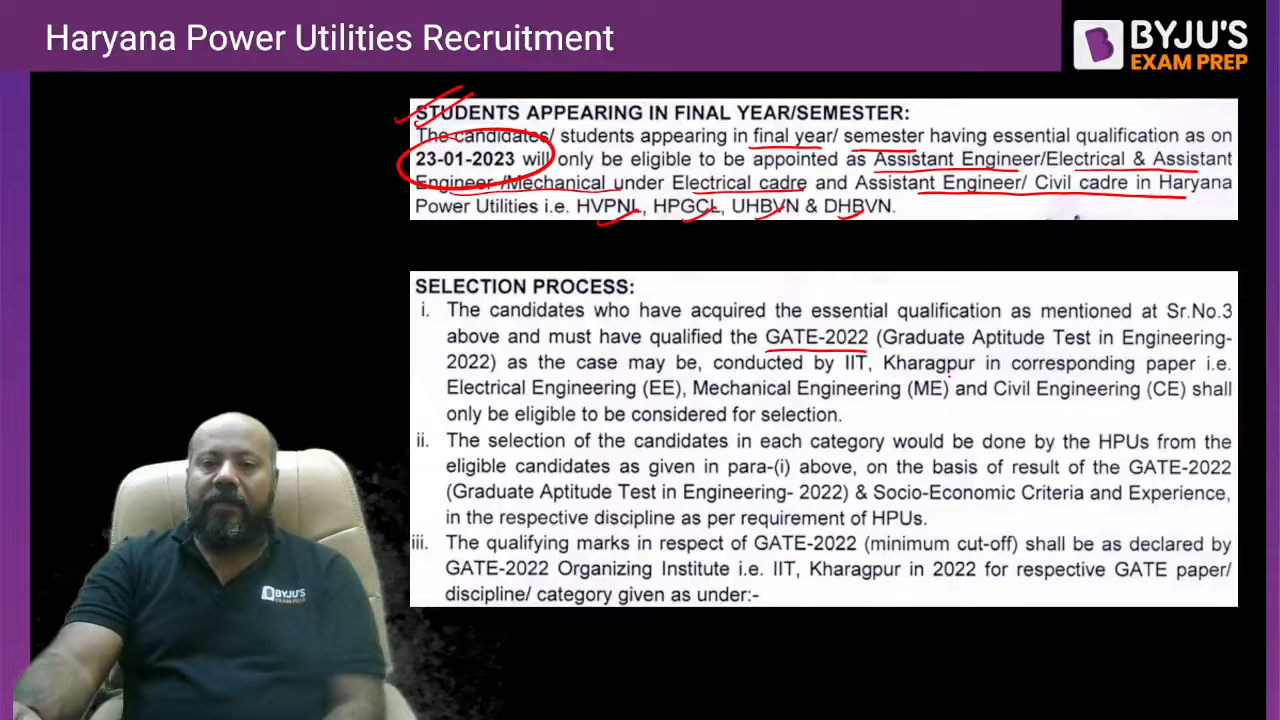 Haryana Power Utilities Recruitment
BYJU'S
EXAM PREP
STUDENTS APPEARING IN FINAL YEAR/SEMESTER:
The candidates/ students appearing in final year/ semester having essential qualification as on
23-01-2023 will only be eligible to be appointed as Assistant Engineer/Electrical & Assistant
Engineer /Mechanical under Electrical cadre and Assistant Engineer/ Civil cadre in Haryana
Power Utilities i.e. HVPNL, HPGCL, UHBVN & DHBVN.
SELECTION PROCESS:
i. The candidates who have acquired the essential qualification as mentioned at Sr.No.3
above and must have qualified the GATE-2022 (Graduate Aptitude Test in Engineering-
2022) as the case may be, conducted by IIT, Kharagpur in corresponding paper i.e.
Electrical Engineering (EE), Mechanical Engineering (ME) and Civil Engineering (CE) shall
only be eligible to be considered for selection.
ii. The selection of the candidates in each category would be done by the HPUs from the
eligible candidates as given in para-(i) above, on the basis of result of the GATE-2022
(Graduate Aptitude Test in Engineering- 2022) & Socio-Economic Criteria and Experience,
in the respective discipline as per requirement of HPUs.
iii. The qualifying marks in respect of GATE-2022 (minimum cut-off) shall be as declared by
GATE-2022 Organizing Institute i.e. IIT, Kharagpur in 2022 for respective GATE paper/
discipline/ category given as under:-
BYJU'S
EXAM PREP